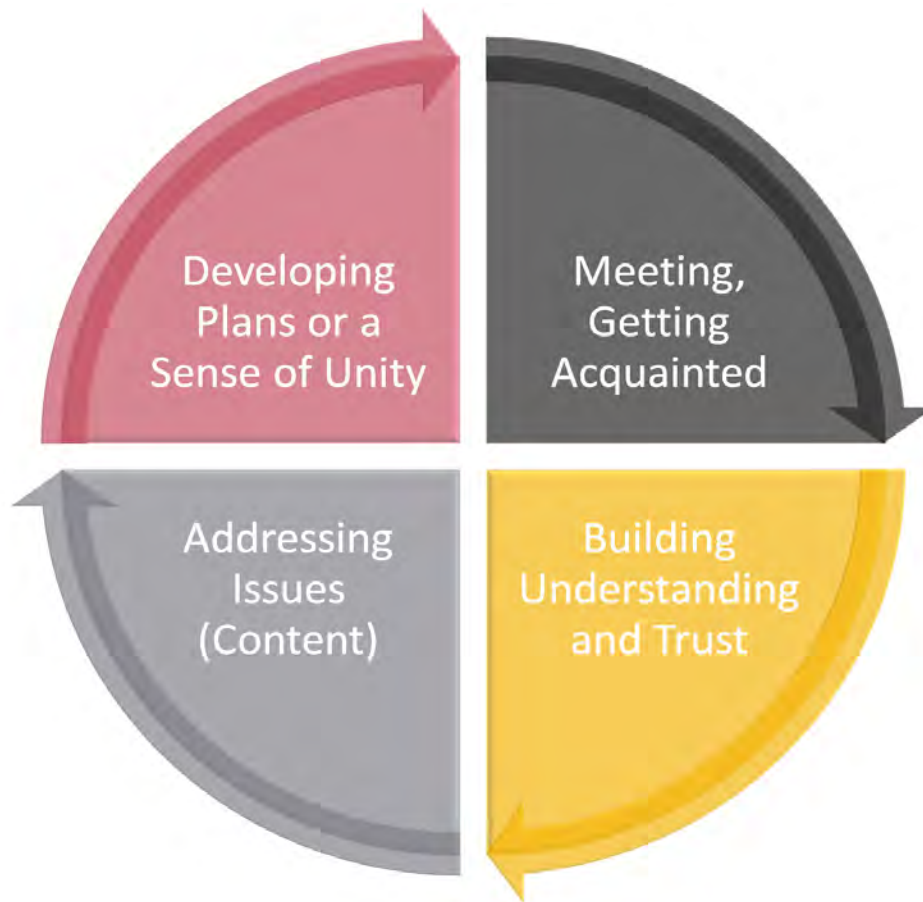 Developing
Plans or a
Sense of Unity
Meeting,
Getting
Acquainted
Addressing
Issues
(Content)
Building
Understanding
and Trust